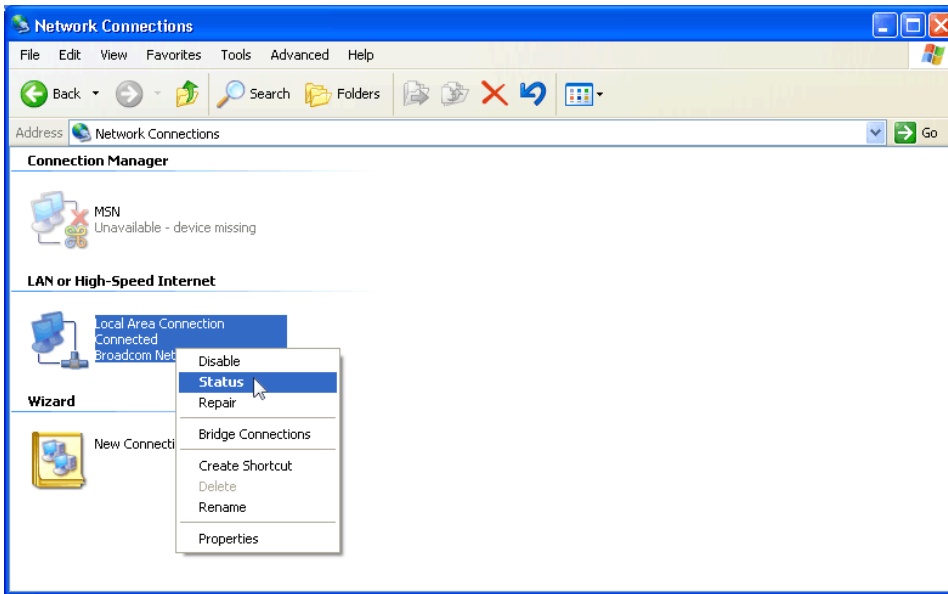 Network Connections
File Edit View Favorites Tools Advanced Help
Back Search Folders
Address Network Connections Go
Connection Manager
MSN
Unavailable - device missing
LAN or High-Speed Internet
Local Area Connection
Connected
Broadcom Net
Disable
Status
Repair
Bridge Connections
Create Shortcut
Delete
Rename
Properties
Wizard
New Connecti